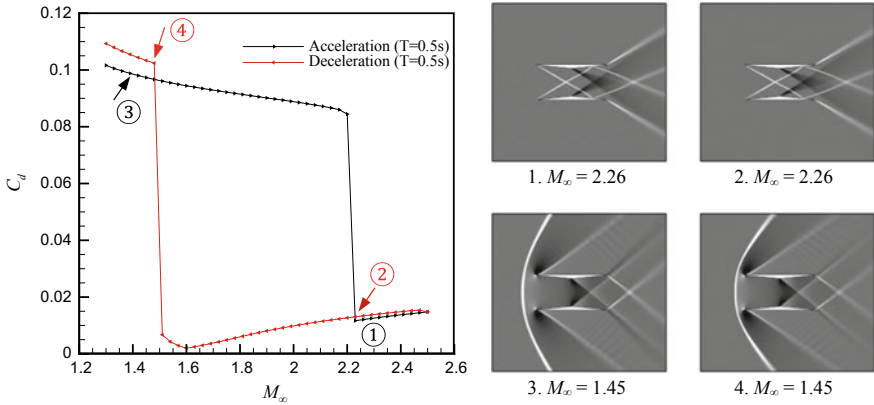 0.12
0.1
0.08
0.06
0.04
0.02
0
C_d
1.2 1.4 1.6 1.8 2 2.2 2.4 2.6
M_∞
Acceleration (T=0.5s)
Deceleration (T=0.5s)
④
③
②
①
1. M_∞ = 2.26
2. M_∞ = 2.26
3. M_∞ = 1.45
4. M_∞ = 1.45